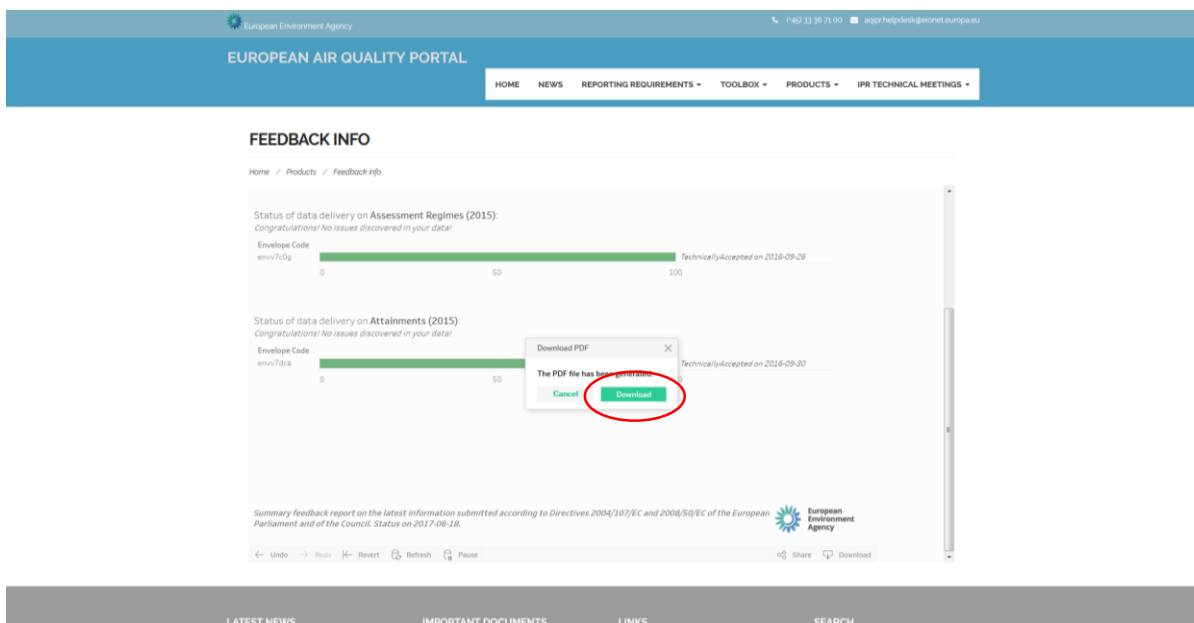 European Environment Agency
(+45) 33 36 71 00 aqipr.helpdesk@eionet.europa.eu
EUROPEAN AIR QUALITY PORTAL
HOME NEWS REPORTING REQUIREMENTS TOOLBOX PRODUCTS IPR TECHNICAL MEETINGS
FEEDBACK INFO
Home / Products / Feedback info
Status of data delivery on Assessment Regimes (2015):
Congratulations! No issues discovered in your data!
Envelope Code
envv7c0g TechnicallyAccepted on 2016-09-26
0 50 100
Status of data delivery on Attainments (2015):
Congratulations! No issues discovered in your data!
Envelope Code
envv7dca TechnicallyAccepted on 2016-09-30
0 50 0
Download PDF
The PDF file has been generated.
Cancel Download
Summary feedback report on the latest information submitted according to Directives 2004/107/EC and 2008/50/EC of the European
Parliament and of the Council. Status on 2017-08-18.
European
Environment
Agency
Undo Redo Revert Refresh Pause Share Download
LATEST NEWS IMPORTANT DOCUMENTS LINKS SEARCH